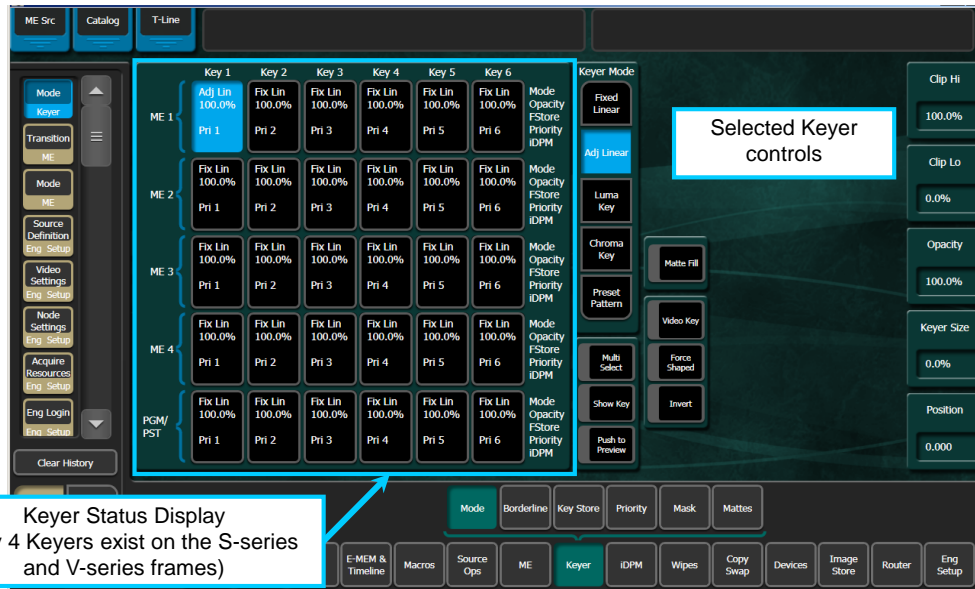 ME Src
Catalog
T-Line
Mode
Keyer
Transition
ME
Mode
ME
Source
Definition
Eng Setup
Video
Settings
Eng Setup
Node
Settings
Eng Setup
Acquire
Resources
Eng Setup
Eng Login
Eng Setup
Clear History
Key 1 Key 2 Key 3 Key 4 Key 5 Key 6
ME 1
Adj Lin Fix Lin Fix Lin Fix Lin Fix Lin Fix Lin Mode
100.0% 100.0% 100.0% 100.0% 100.0% 100.0% Opacity
FStore
Pri 1 Pri 2 Pri 3 Pri 4 Pri 5 Pri 6 Priority
iDPM
ME 2
Fix Lin Fix Lin Fix Lin Fix Lin Fix Lin Fix Lin Mode
100.0% 100.0% 100.0% 100.0% 100.0% 100.0% Opacity
FStore
Pri 1 Pri 2 Pri 3 Pri 4 Pri 5 Pri 6 Priority
iDPM
ME 3
Fix Lin Fix Lin Fix Lin Fix Lin Fix Lin Fix Lin Mode
100.0% 100.0% 100.0% 100.0% 100.0% 100.0% Opacity
FStore
Pri 1 Pri 2 Pri 3 Pri 4 Pri 5 Pri 6 Priority
iDPM
ME 4
Fix Lin Fix Lin Fix Lin Fix Lin Fix Lin Fix Lin Mode
100.0% 100.0% 100.0% 100.0% 100.0% 100.0% Opacity
FStore
Pri 1 Pri 2 Pri 3 Pri 4 Pri 5 Pri 6 Priority
iDPM
PGM/
PST
Fix Lin Fix Lin Fix Lin Fix Lin Fix Lin Fix Lin Mode
100.0% 100.0% 100.0% 100.0% 100.0% 100.0% Opacity
FStore
Pri 1 Pri 2 Pri 3 Pri 4 Pri 5 Pri 6 Priority
iDPM
Keyer Mode
Fixed
Linear
Adj Linear
Luma
Key
Chroma
Key
Preset
Pattern
Multi
Select
Show Key
Push to
Preview
Matte Fill
Video Key
Force
Shaped
Invert
Selected Keyer
controls
Clip Hi
100.0%
Clip Lo
0.0%
Opacity
100.0%
Keyer Size
0.0%
Position
0.000
Keyer Status Display
4 Keyers exist on the S-series
and V-series frames)
Mode
Borderline
Key Store
Priority
Mask
Mattes
E-MEM &
Timeline
Macros
Source
Ops
ME
Keyer
iDPM
Wipes
Copy
Swap
Devices
Image
Store
Router
Eng
Setup